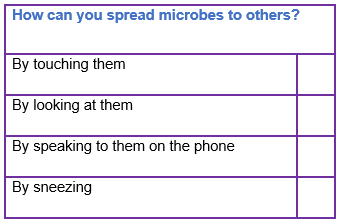 How can you spread microbes to others?
By touching them
By looking at them
By speaking to them on the phone
By sneezing